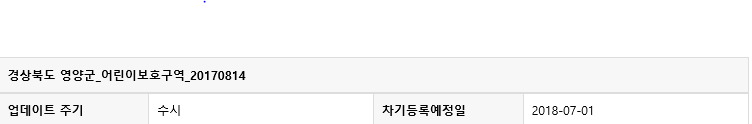 경상북도 영양군_어린이보호구역_20170814
업데이트 주기 수시 차기등록예정일 2018-07-01